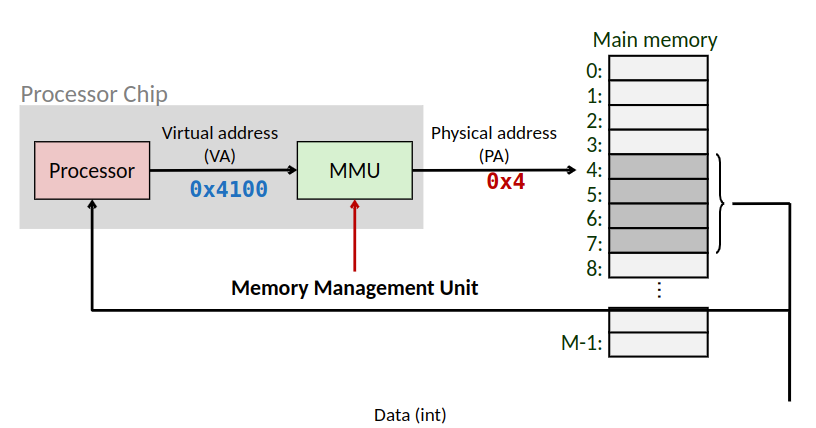 Main memory
Processor Chip
0:
1:
2:
3:
4:
5:
6:
7:
8:
⋮
M-1:
Virtual address
(VA)
0x4100
Processor
MMU
Physical address
(PA)
0x4
Memory Management Unit
Data (int)